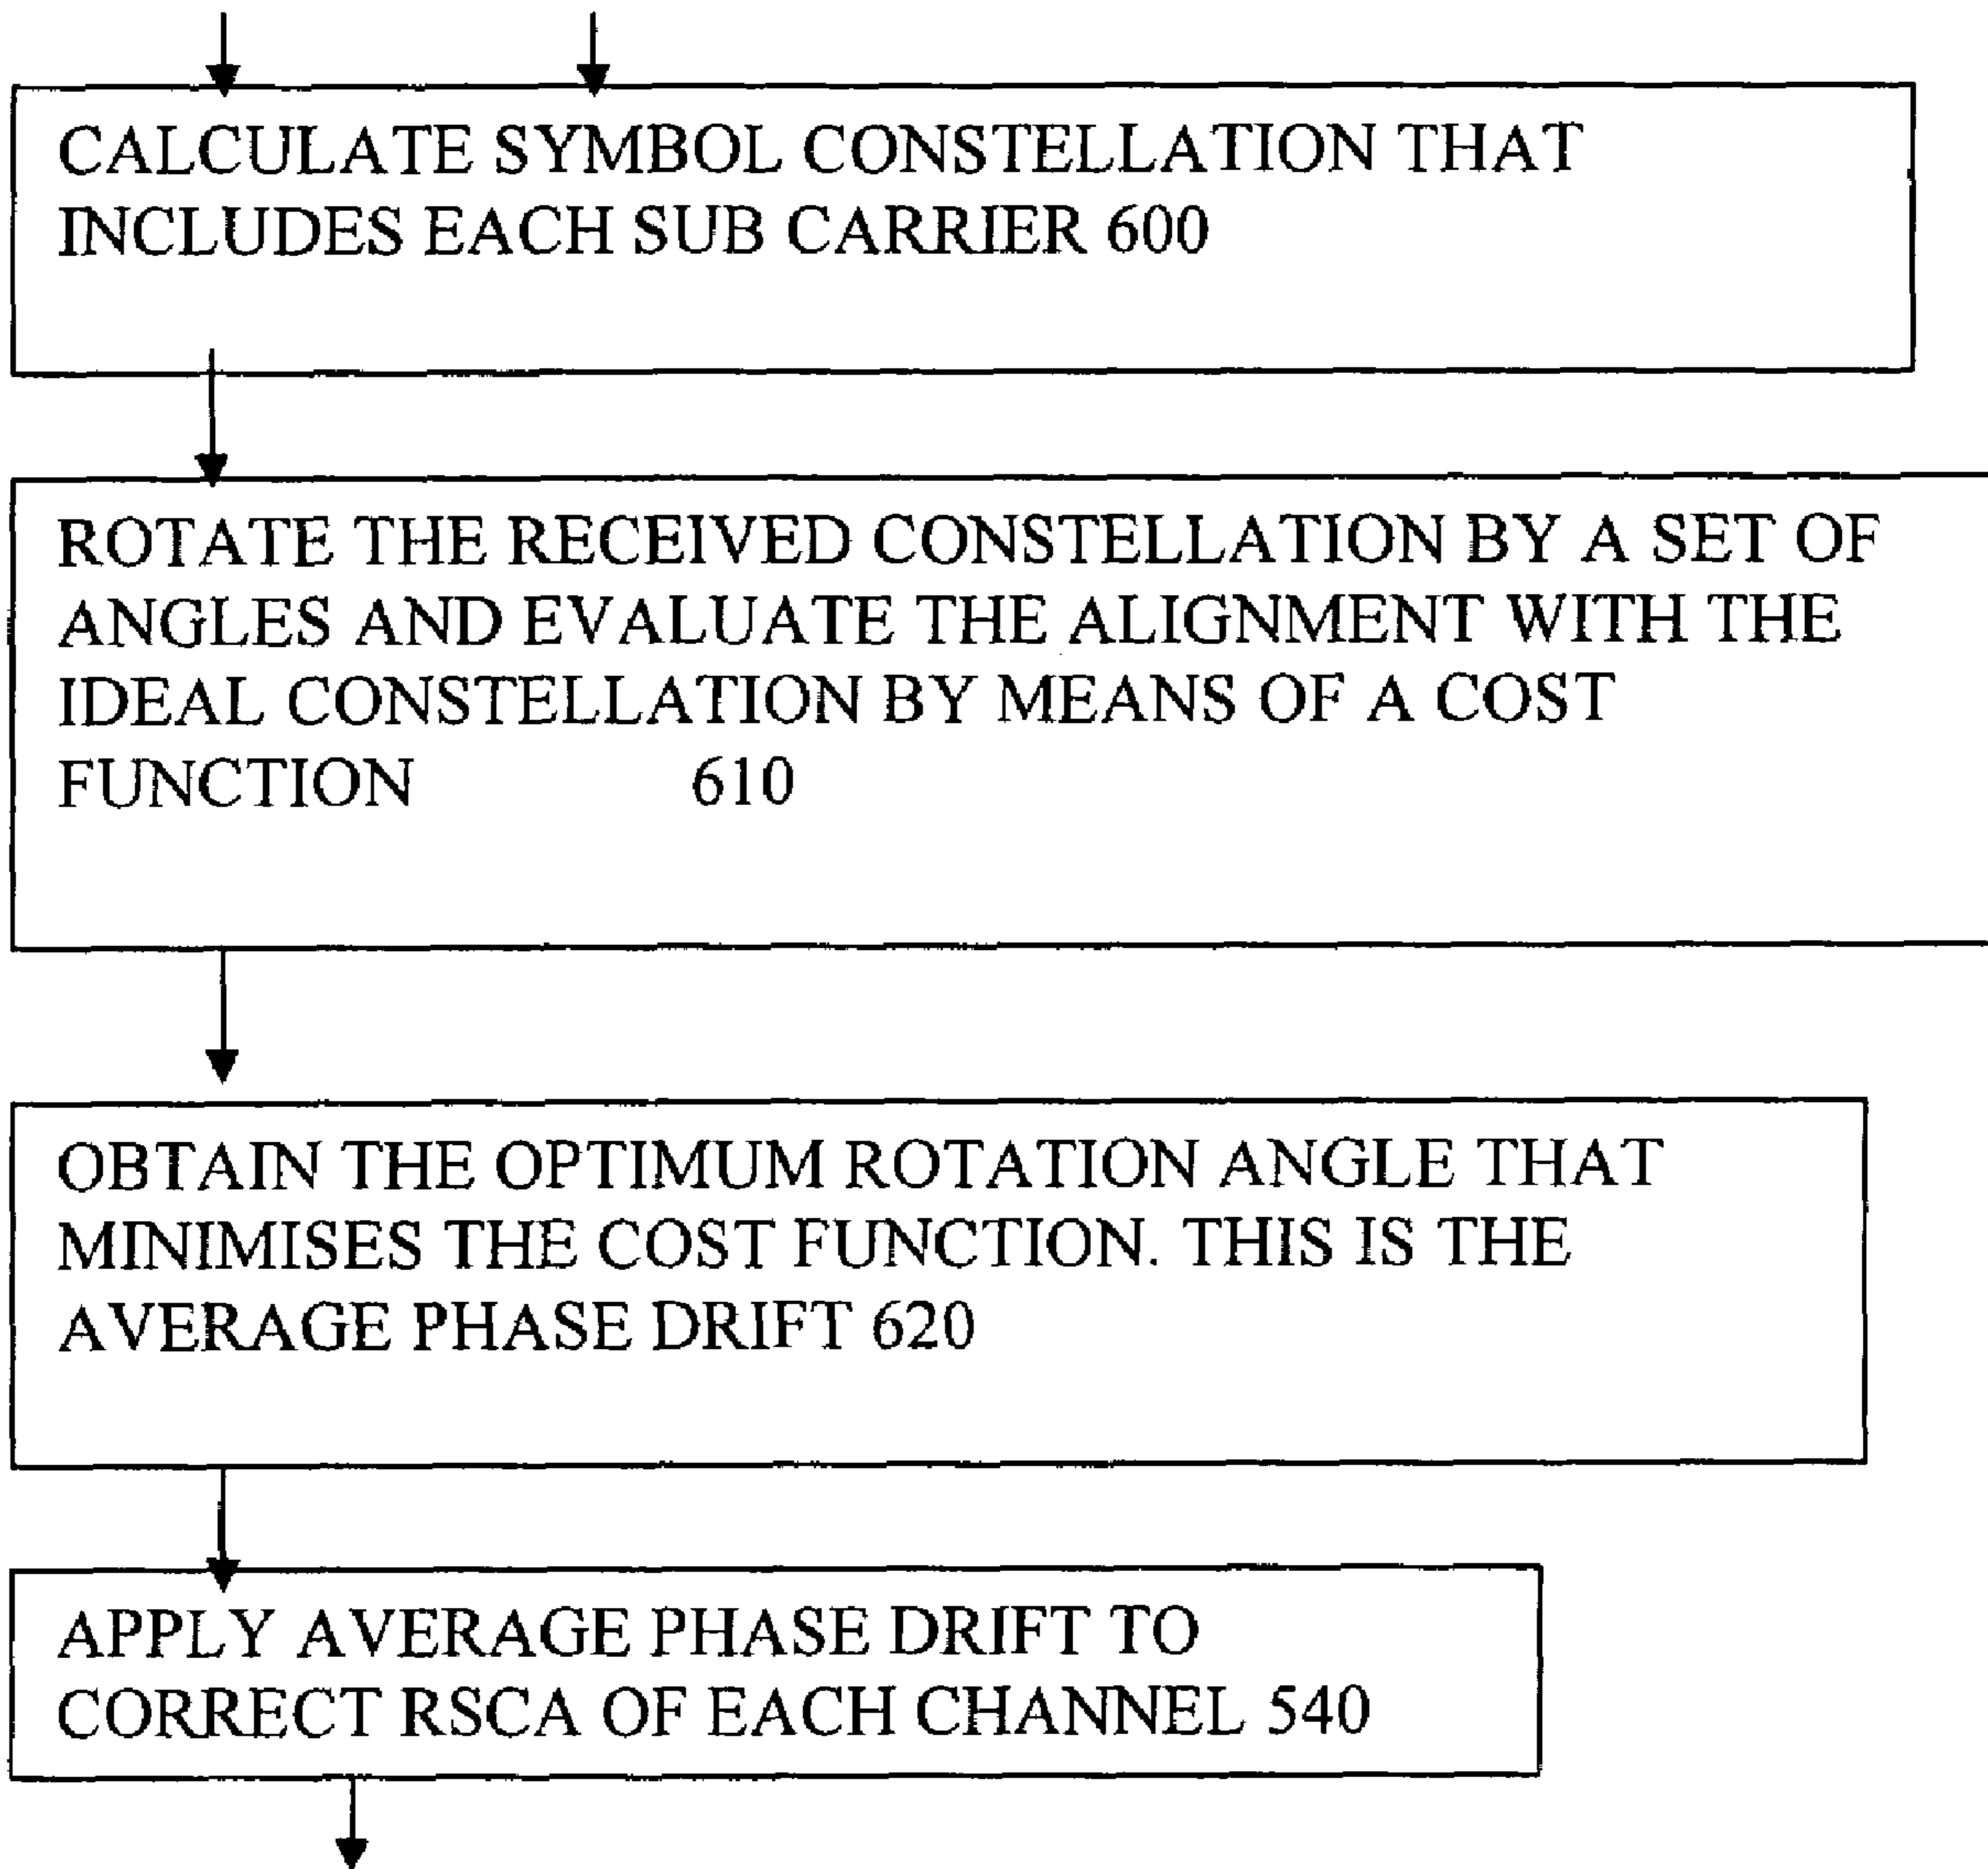 CALCULATE SYMBOL CONSTELLATION THAT
INCLUDES EACH SUB CARRIER 600
ROTATE THE RECEIVED CONSTELLATION BY A SET OF
ANGLES AND EVALUATE THE ALIGNMENT WITH THE
IDEAL CONSTELLATION BY MEANS OF A COST
FUNCTION 610
OBTAIN THE OPTIMUM ROTATION ANGLE THAT
MINIMISES THE COST FUNCTION. THIS IS THE
AVERAGE PHASE DRIFT 620
APPLY AVERAGE PHASE DRIFT TO
CORRECT RSCA OF EACH CHANNEL 540